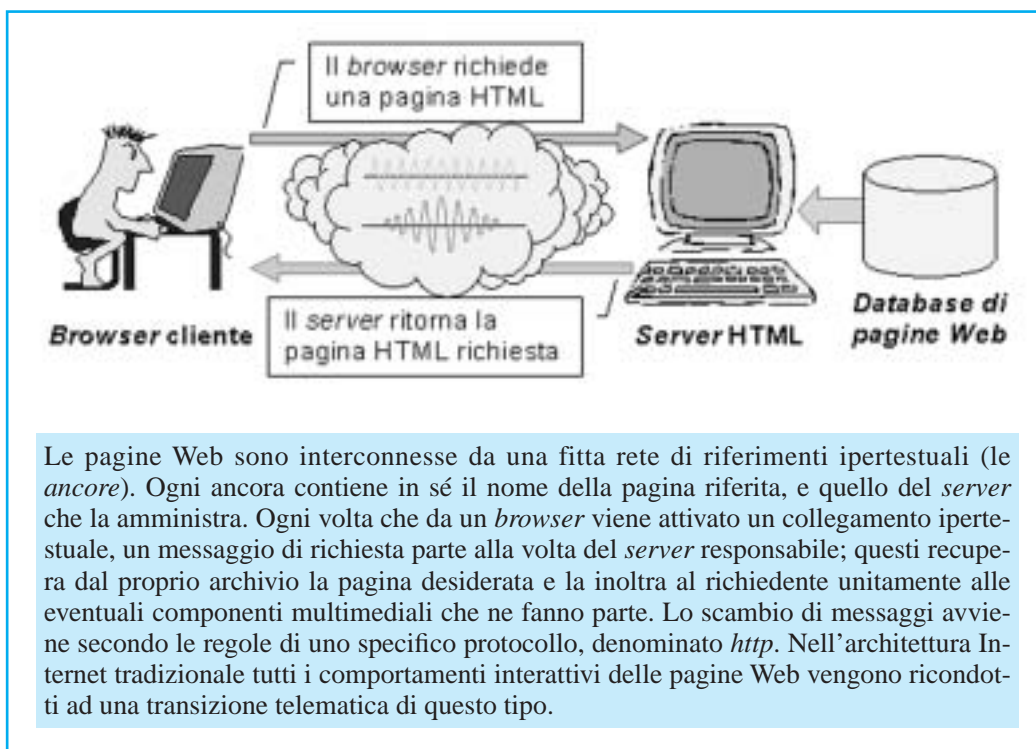 Il browser richiede
una pagina HTML
Browser cliente
Il server ritorna la
pagina HTML richiesta
Server HTML
Database di
pagine Web
Le pagine Web sono interconnesse da una fitta rete di riferimenti ipertestuali (le
ancore). Ogni ancora contiene in sé il nome della pagina riferita, e quello del server
che la amministra. Ogni volta che da un browser viene attivato un collegamento iperte-
stuale, un messaggio di richiesta parte alla volta del server responsabile; questi recupe-
ra dal proprio archivio la pagina desiderata e la inoltra al richiedente unitamente alle
eventuali componenti multimediali che ne fanno parte. Lo scambio di messaggi avvie-
ne secondo le regole di uno specifico protocollo, denominato http. Nell’architettura In-
ternet tradizionale tutti i comportamenti interattivi delle pagine Web vengono ricondot-
ti ad una transizione telematica di questo tipo.